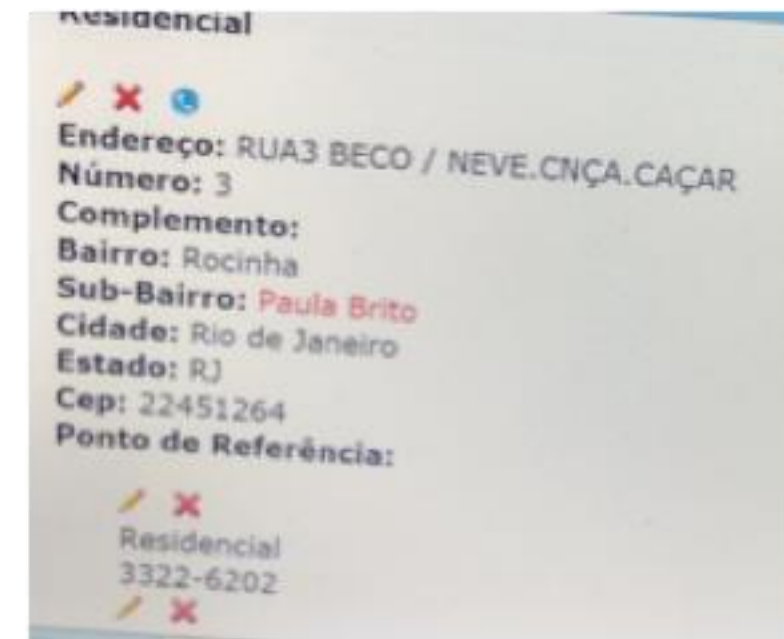 Residencial
Endereço: RUA3 BECO / NEVE.CNÇA.CAÇAR
Número: 3
Complemento:
Bairro: Rocinha
Sub-Bairro: Paula Brito
Cidade: Rio de Janeiro
Estado: RJ
Cep: 22451264
Ponto de Referência:
Residencial
3322-6202